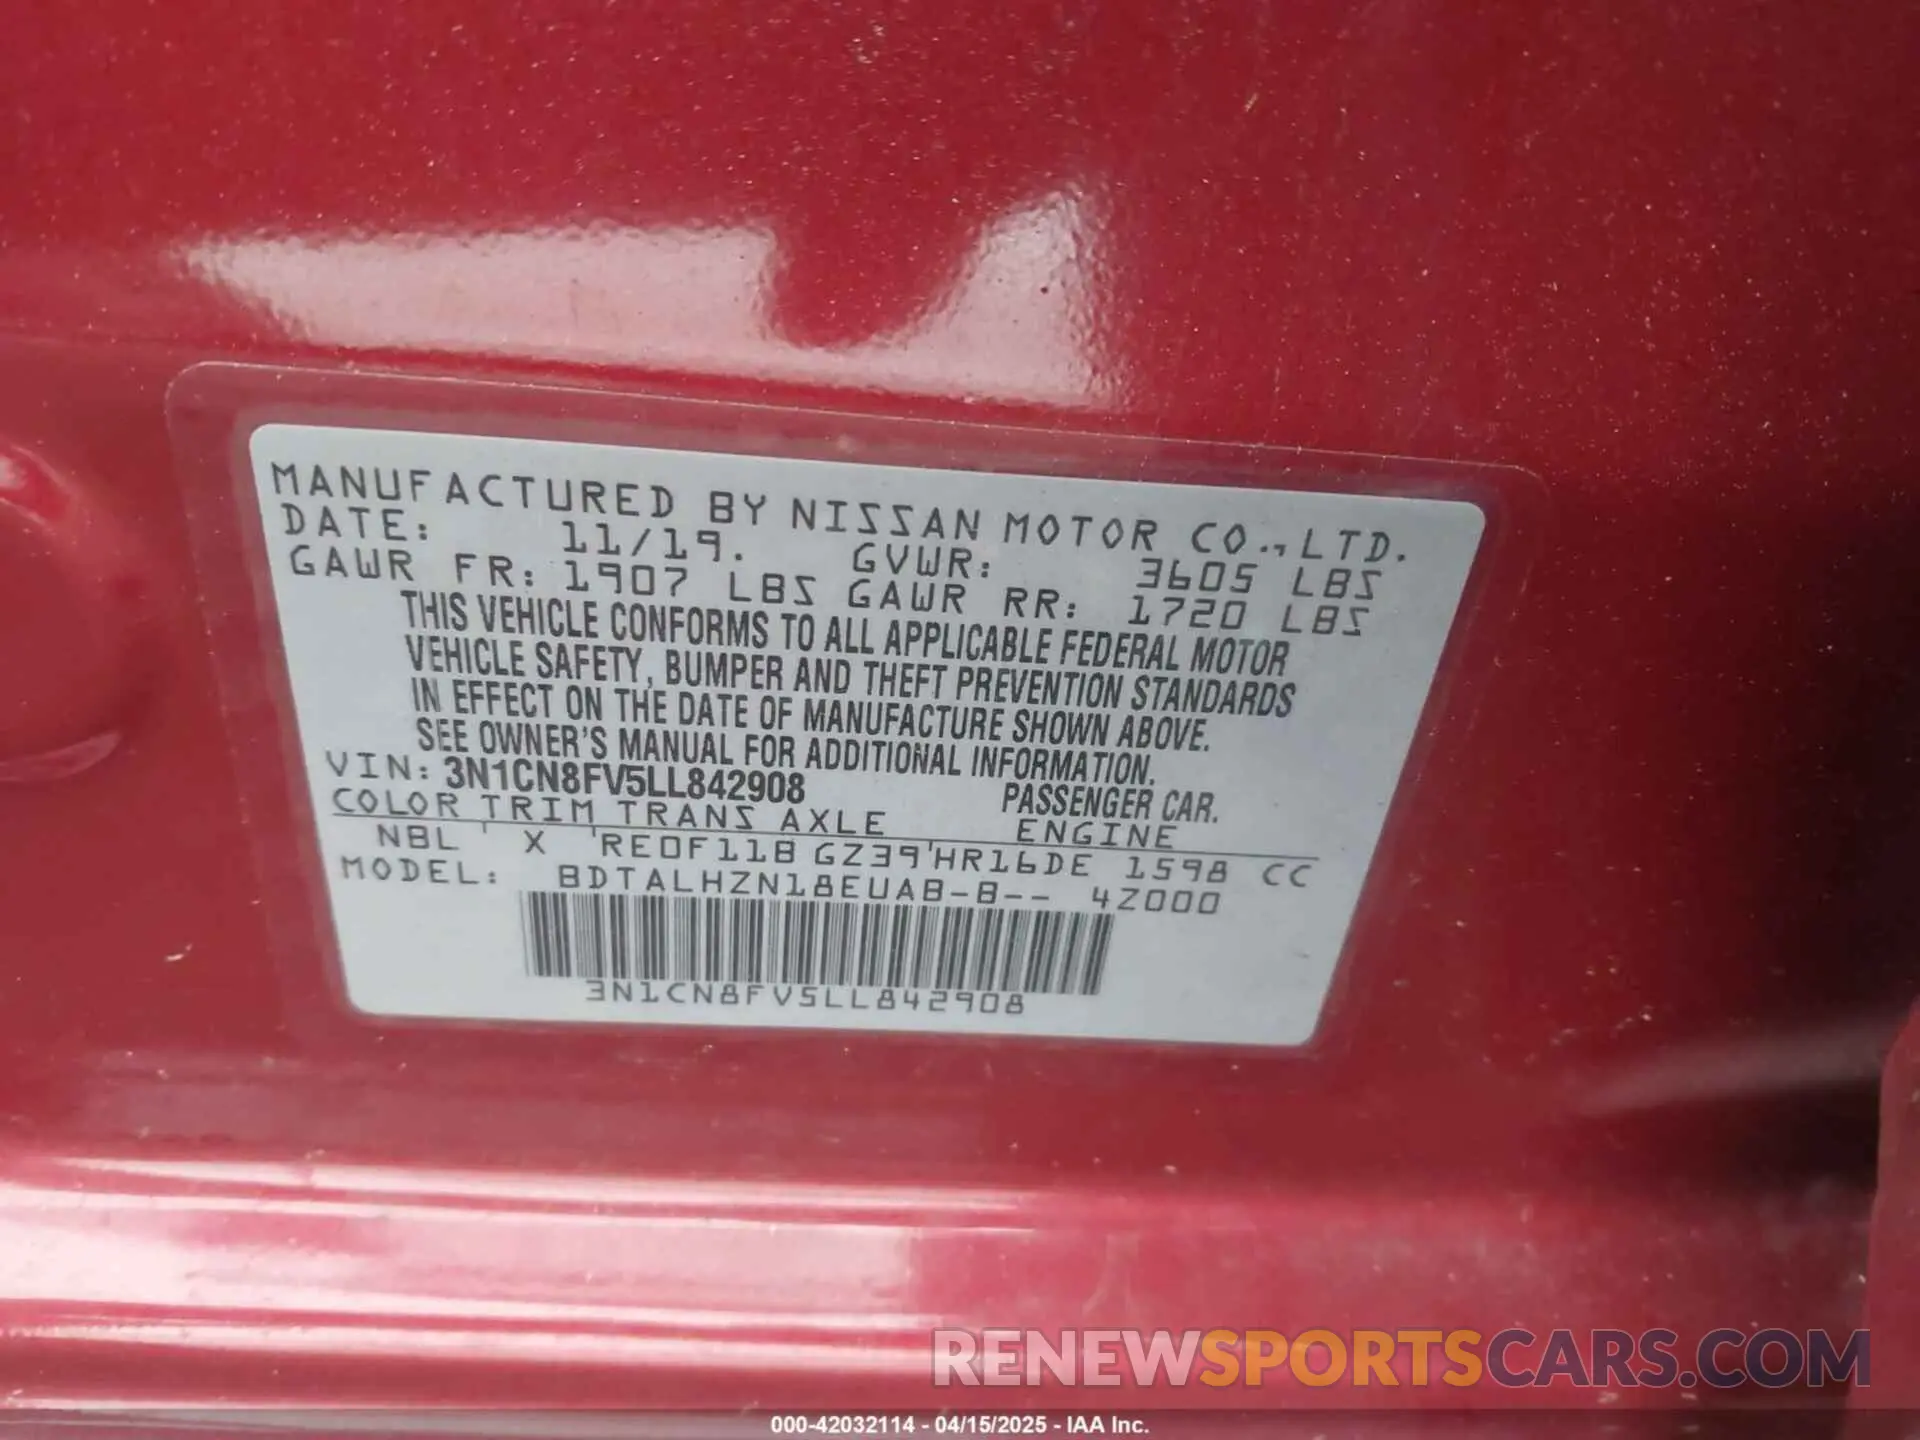 MANUFACTURED BY NISSAN MOTOR CO., LTD.
DATE: 11/19. GVWR: 3605 LBS
GAWR FR: 1907 LBS GAWR RR: 1720 LBS
THIS VEHICLE CONFORMS TO ALL APPLICABLE FEDERAL MOTOR
VEHICLE SAFETY, BUMPER AND THEFT PREVENTION STANDARDS
IN EFFECT ON THE DATE OF MANUFACTURE SHOWN ABOVE.
SEE OWNER'S MANUAL FOR ADDITIONAL INFORMATION.
VIN: 3N1CN8FV5LL842908 PASSENGER CAR.
COLOR TRIM TRANS AXLE ENGINE
NBL X RE0F11B GZ39 HR16DE 1598 CC
MODEL: BDTALHZN18EUAB-B-- 4Z000
3N1CN8FV5LL842908
RENEWSPORTSCARS.COM
000-42032114 - 04/15/2025 - IAA Inc.